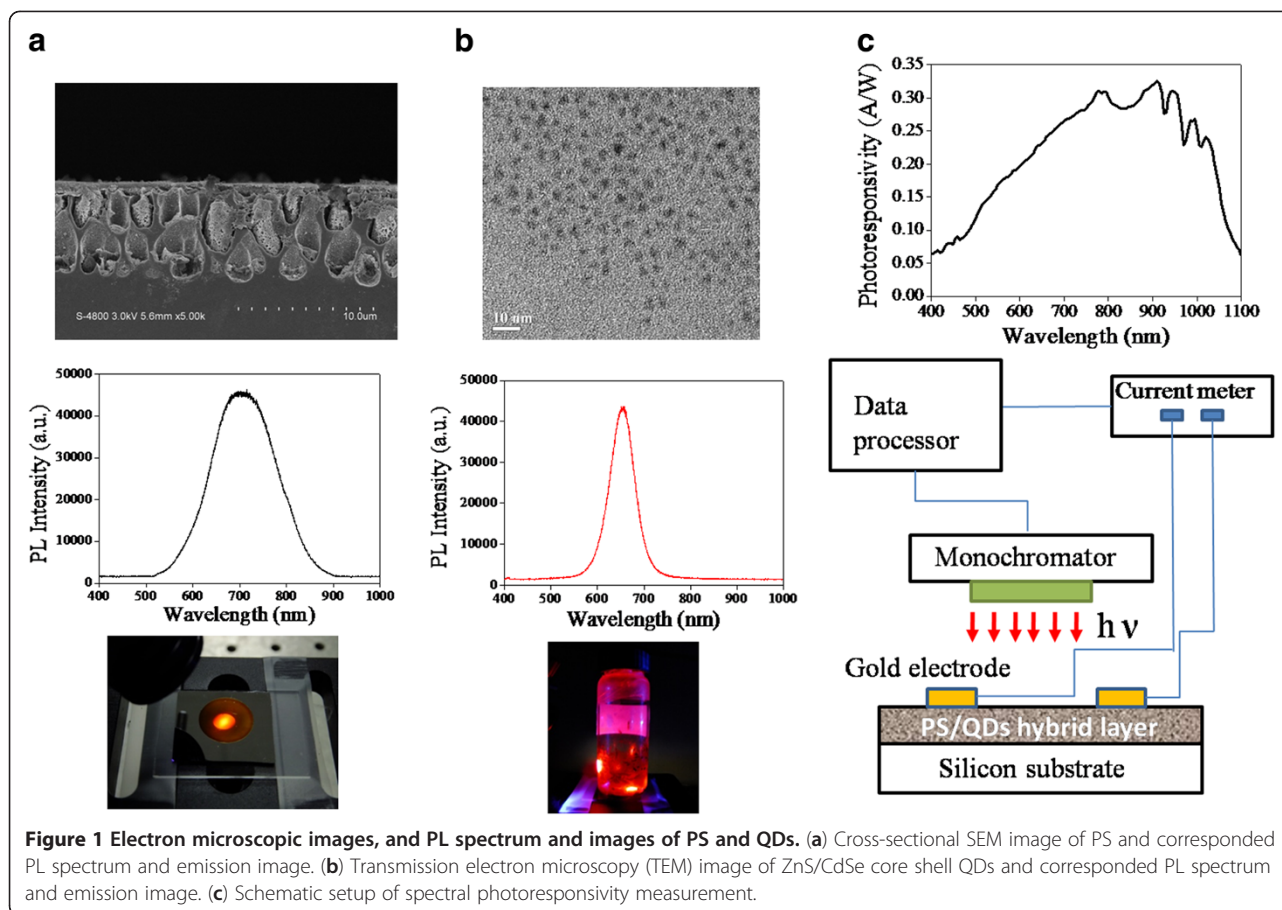 a
b
c
S-4800 3.0kV 5.6mm x5.00k
10.0um
10 nm
0.35
0.30
0.25
0.20
0.15
0.10
0.05
0.00
Photoresponsivity (A/W)
400 500 600 700 800 900 1000 1100
Wavelength (nm)
50000
40000
30000
20000
10000
0
PL Intensity (a.u.)
400 500 600 700 800 900 1000
Wavelength (nm)
50000
40000
30000
20000
10000
0
PL Intensity (a.u.)
400 500 600 700 800 900 1000
Wavelength (nm)
Data
processor
Current meter
Monochromator
h ν
Gold electrode
PS/QDs hybrid layer
Silicon substrate
Figure 1 Electron microscopic images, and PL spectrum and images of PS and QDs. (a) Cross-sectional SEM image of PS and corresponded
PL spectrum and emission image. (b) Transmission electron microscopy (TEM) image of ZnS/CdSe core shell QDs and corresponded PL spectrum
and emission image. (c) Schematic setup of spectral photoresponsivity measurement.